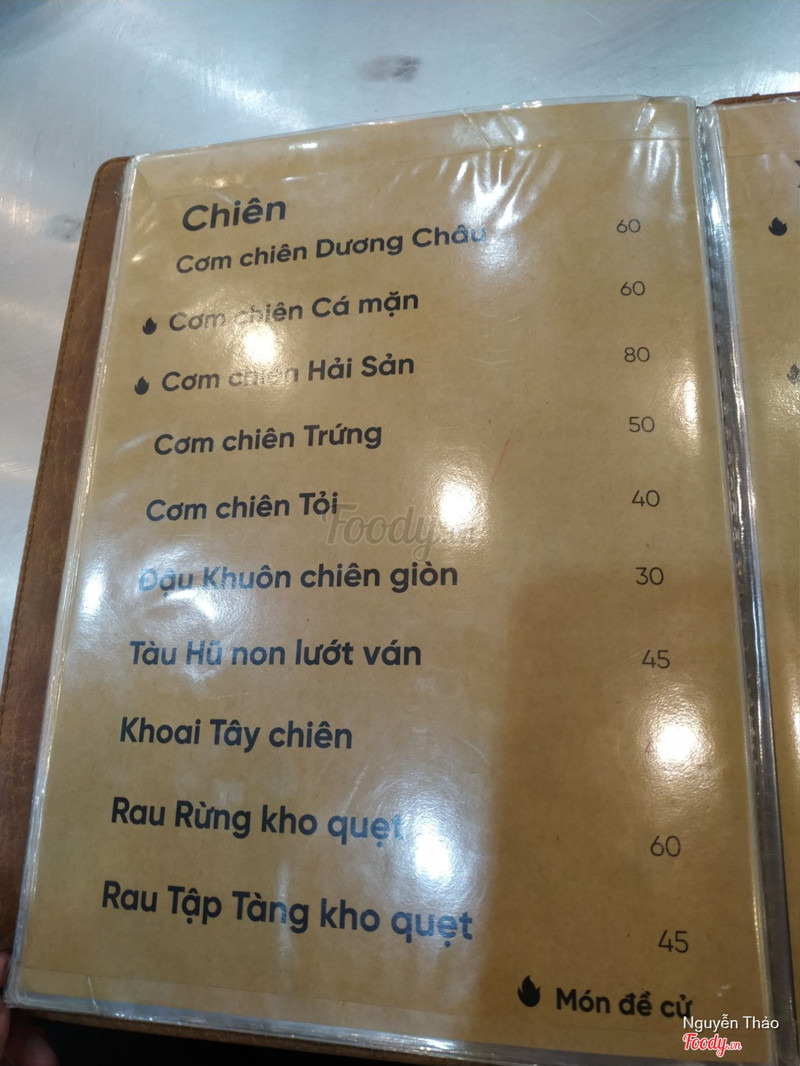 Chiên
Cơm chiên Dương Châu 60
Cơm chiên Cá mặn 60
Cơm chiên Hải Sản 80
Cơm chiên Trứng 50
Cơm chiên Tỏi 40
Đậu Khuôn chiên giòn 30
Tàu Hũ non lướt ván 45
Khoai Tây chiên
Rau Rừng kho quẹt 60
Rau Tập Tàng kho quẹt 45
Món đề cử
Foody.vn
Nguyễn Thảo
Foody.vn